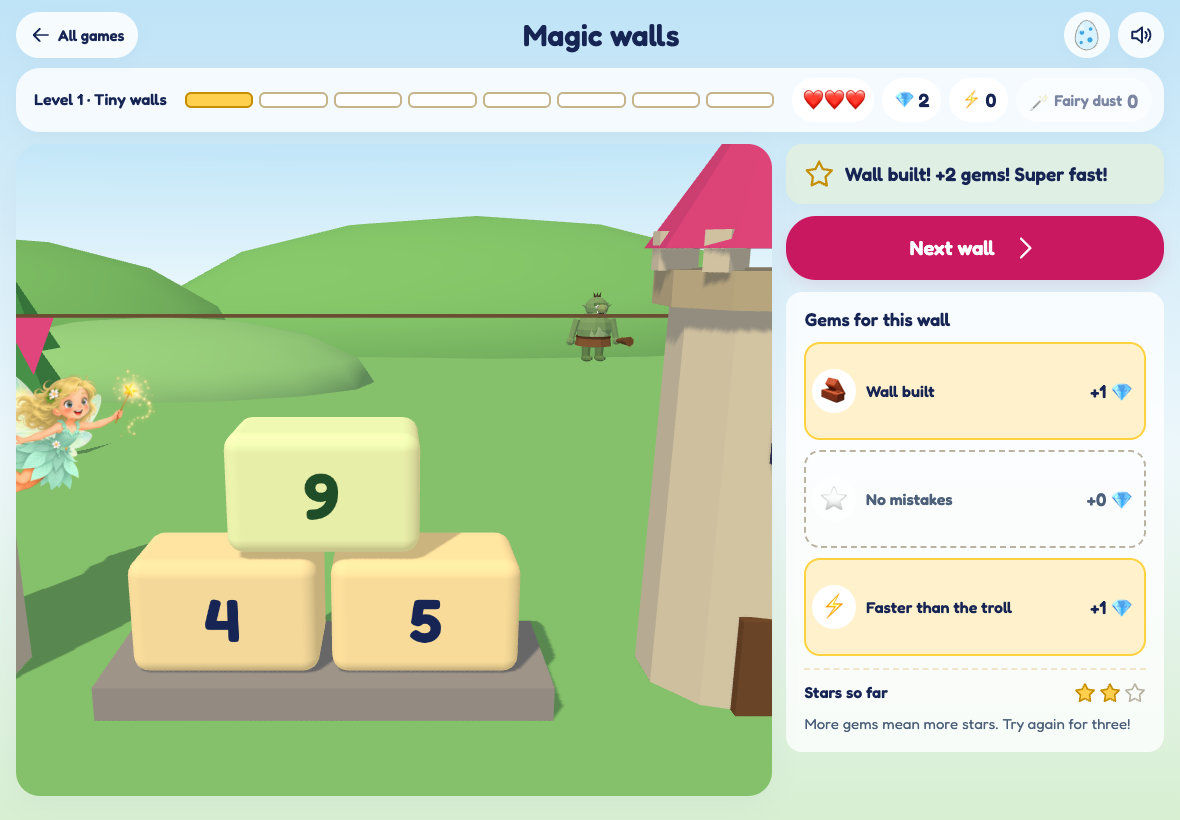 All games
Magic walls
Level 1 · Tiny walls
2
0
Fairy dust 0
Wall built! +2 gems! Super fast!
Next wall
Gems for this wall
Wall built +1
No mistakes +0
Faster than the troll +1
Stars so far
More gems mean more stars. Try again for three!
9
4 5